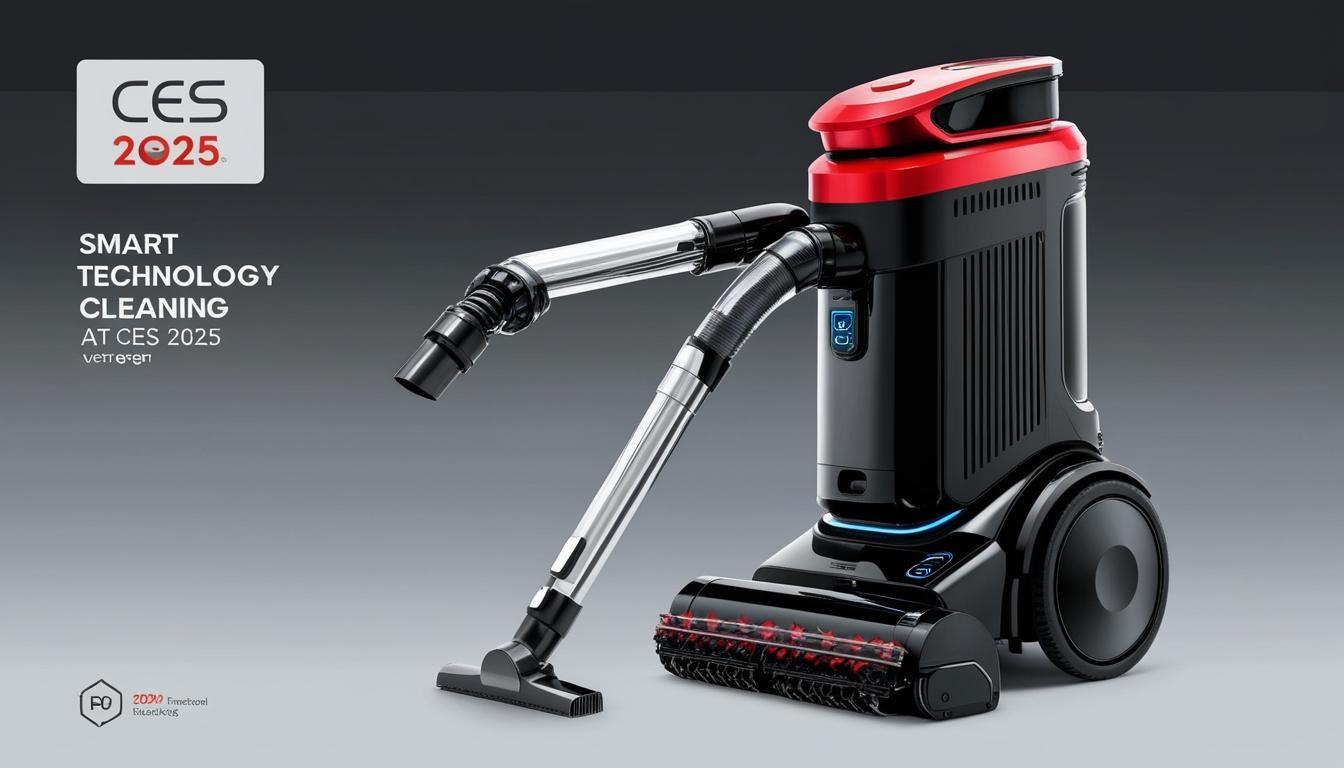 CES
2025
SMART
TECHNOLOGY
CLEANING
AT CES 2025